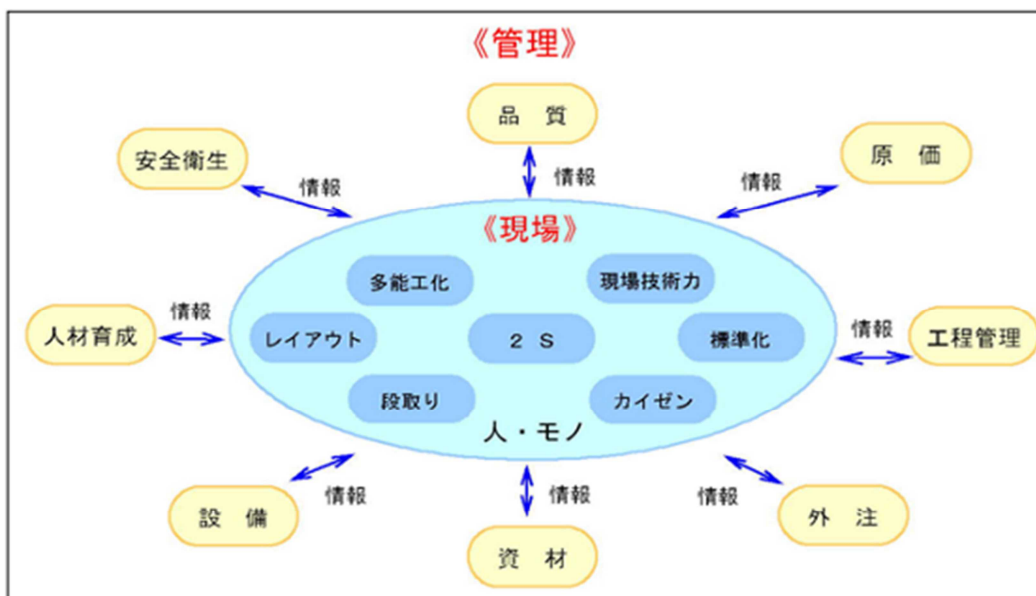 《管理》
品 質
安全衛生
原 価
情報
情報
情報
《現場》
多能工化
現場技術力
人材育成
情報
レイアウト
2 S
標準化
情報
工程管理
段取り
カイゼン
人・モノ
情報
情報
情報
設 備
資 材
外 注